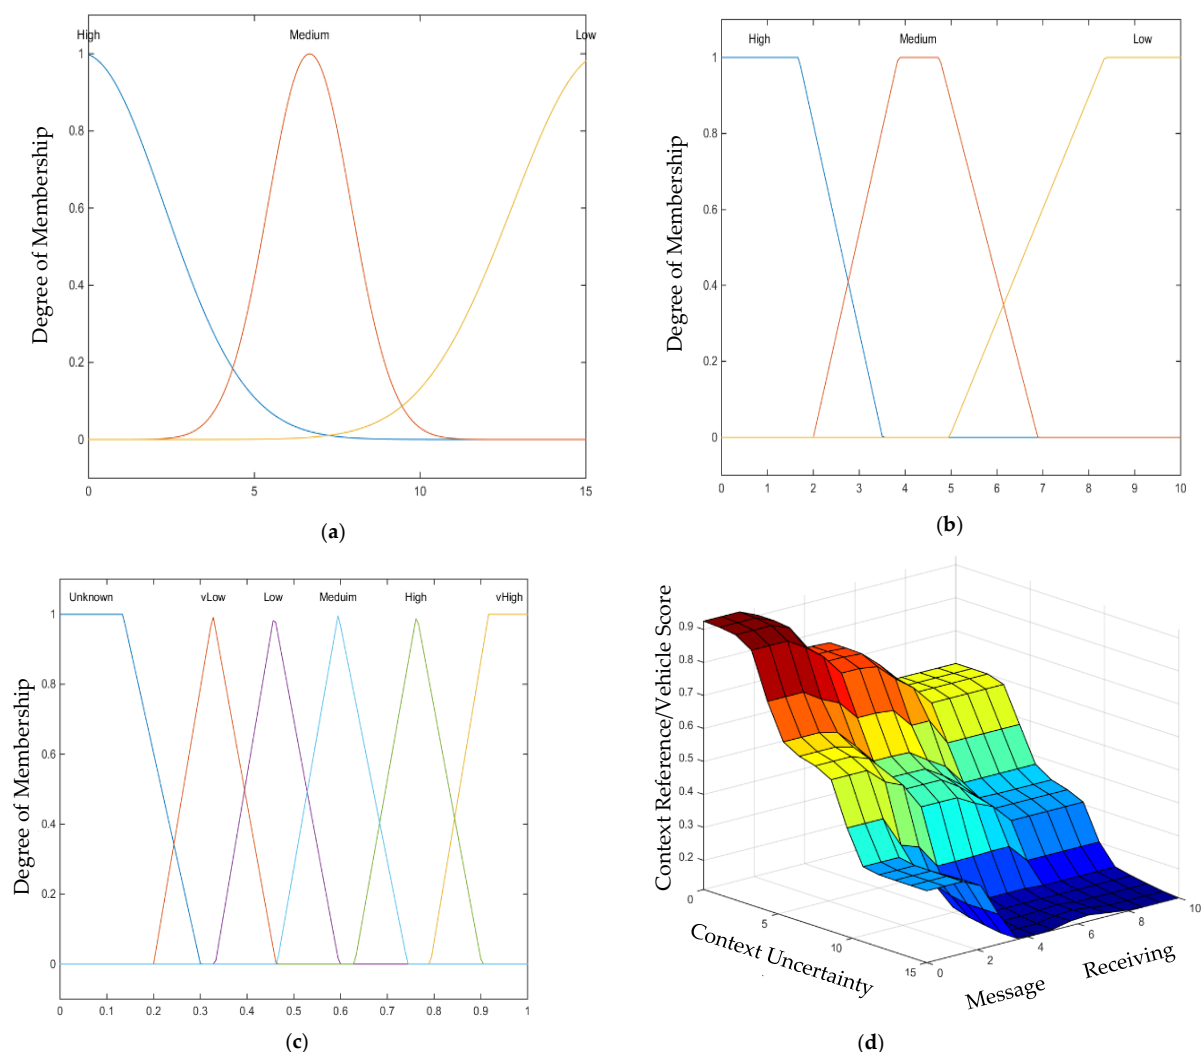 High Medium Low
1
0.8
0.6
0.4
0.2
0
Degree of Membership
0 5 10 15
(a)
High Medium Low
1
0.8
0.6
0.4
0.2
0
Degree of Membership
0 1 2 3 4 5 6 7 8 9 10
(b)
Unknown vLow Low Meduim High vHigh
1
0.8
0.6
0.4
0.2
0
Degree of Membership
0 0.1 0.2 0.3 0.4 0.5 0.6 0.7 0.8 0.9 1
(c)
Context Reference/Vehicle Score
0.9
0.8
0.7
0.6
0.5
0.4
0.3
0.2
0 5 10 15
Context Uncertainty
0 2 4 6 8 10
Message Receiving
(d)